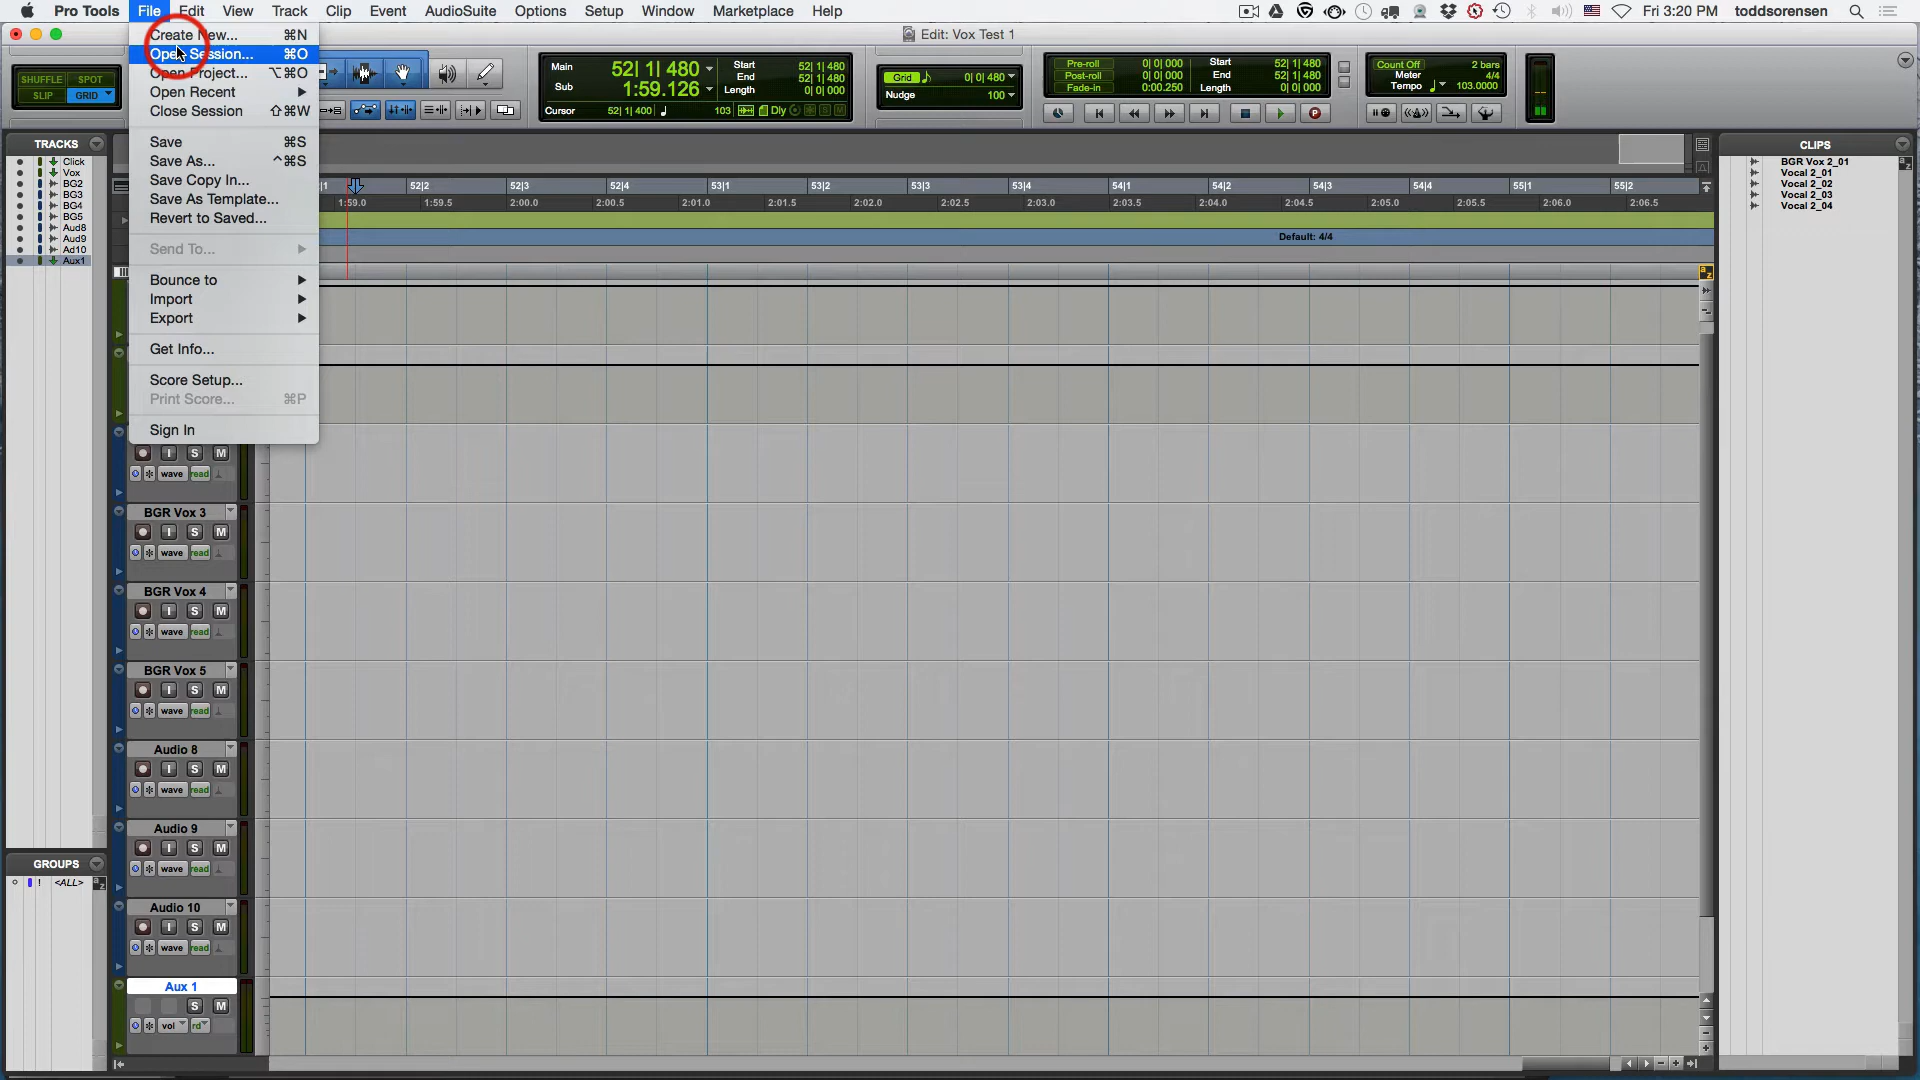 Pro Tools File Edit View Track Clip Event AudioSuite Options Setup Window Marketplace Help Fri 3:20 PM toddsorensen
Edit: Vox Test 1
Create New... ⌘N
Open Session... ⌘O
Open Project... ⌥⌘O
Open Recent
Close Session ⇧⌘W
Save ⌘S
Save As... ^⌘S
Save Copy In...
Save As Template...
Revert to Saved...
Send To...
Bounce to
Import
Export
Get Info...
Score Setup...
Print Score... ⌘P
Sign In
SHUFFLE SPOT
SLIP GRID
Main 52| 1| 480
Sub 1:59.126
Start 52| 1| 480
End 52| 1| 480
Length 0| 0| 000
Cursor 52| 1| 400 103 Dly
Grid 0| 0| 480
Nudge 100
Pre-roll 0| 0| 000
Post-roll 0| 0| 000
Fade-in 0:00.250
Start 52| 1| 480
End 52| 1| 480
Length 0| 0| 000
Count Off 2 bars
Meter 4/4
Tempo 103.0000
TRACKS
Click
Vox
BG2
BG3
BG4
BG5
Aud8
Aud9
Ad10
Aux1
GROUPS
! <ALL>
|1 52|2 52|3 52|4 53|1 53|2 53|3 53|4 54|1 54|2 54|3 54|4 55|1 55|2
1:59.0 1:59.5 2:00.0 2:00.5 2:01.0 2:01.5 2:02.0 2:02.5 2:03.0 2:03.5 2:04.0 2:04.5 2:05.0 2:05.5 2:06.0 2:06.5
Default: 4/4
I S M
wave read
BGR Vox 3
I S M
wave read
BGR Vox 4
I S M
wave read
BGR Vox 5
I S M
wave read
Audio 8
I S M
wave read
Audio 9
I S M
wave read
Audio 10
I S M
wave read
Aux 1
S M
vol rd
CLIPS
BGR Vox 2_01
Vocal 2_01
Vocal 2_02
Vocal 2_03
Vocal 2_04